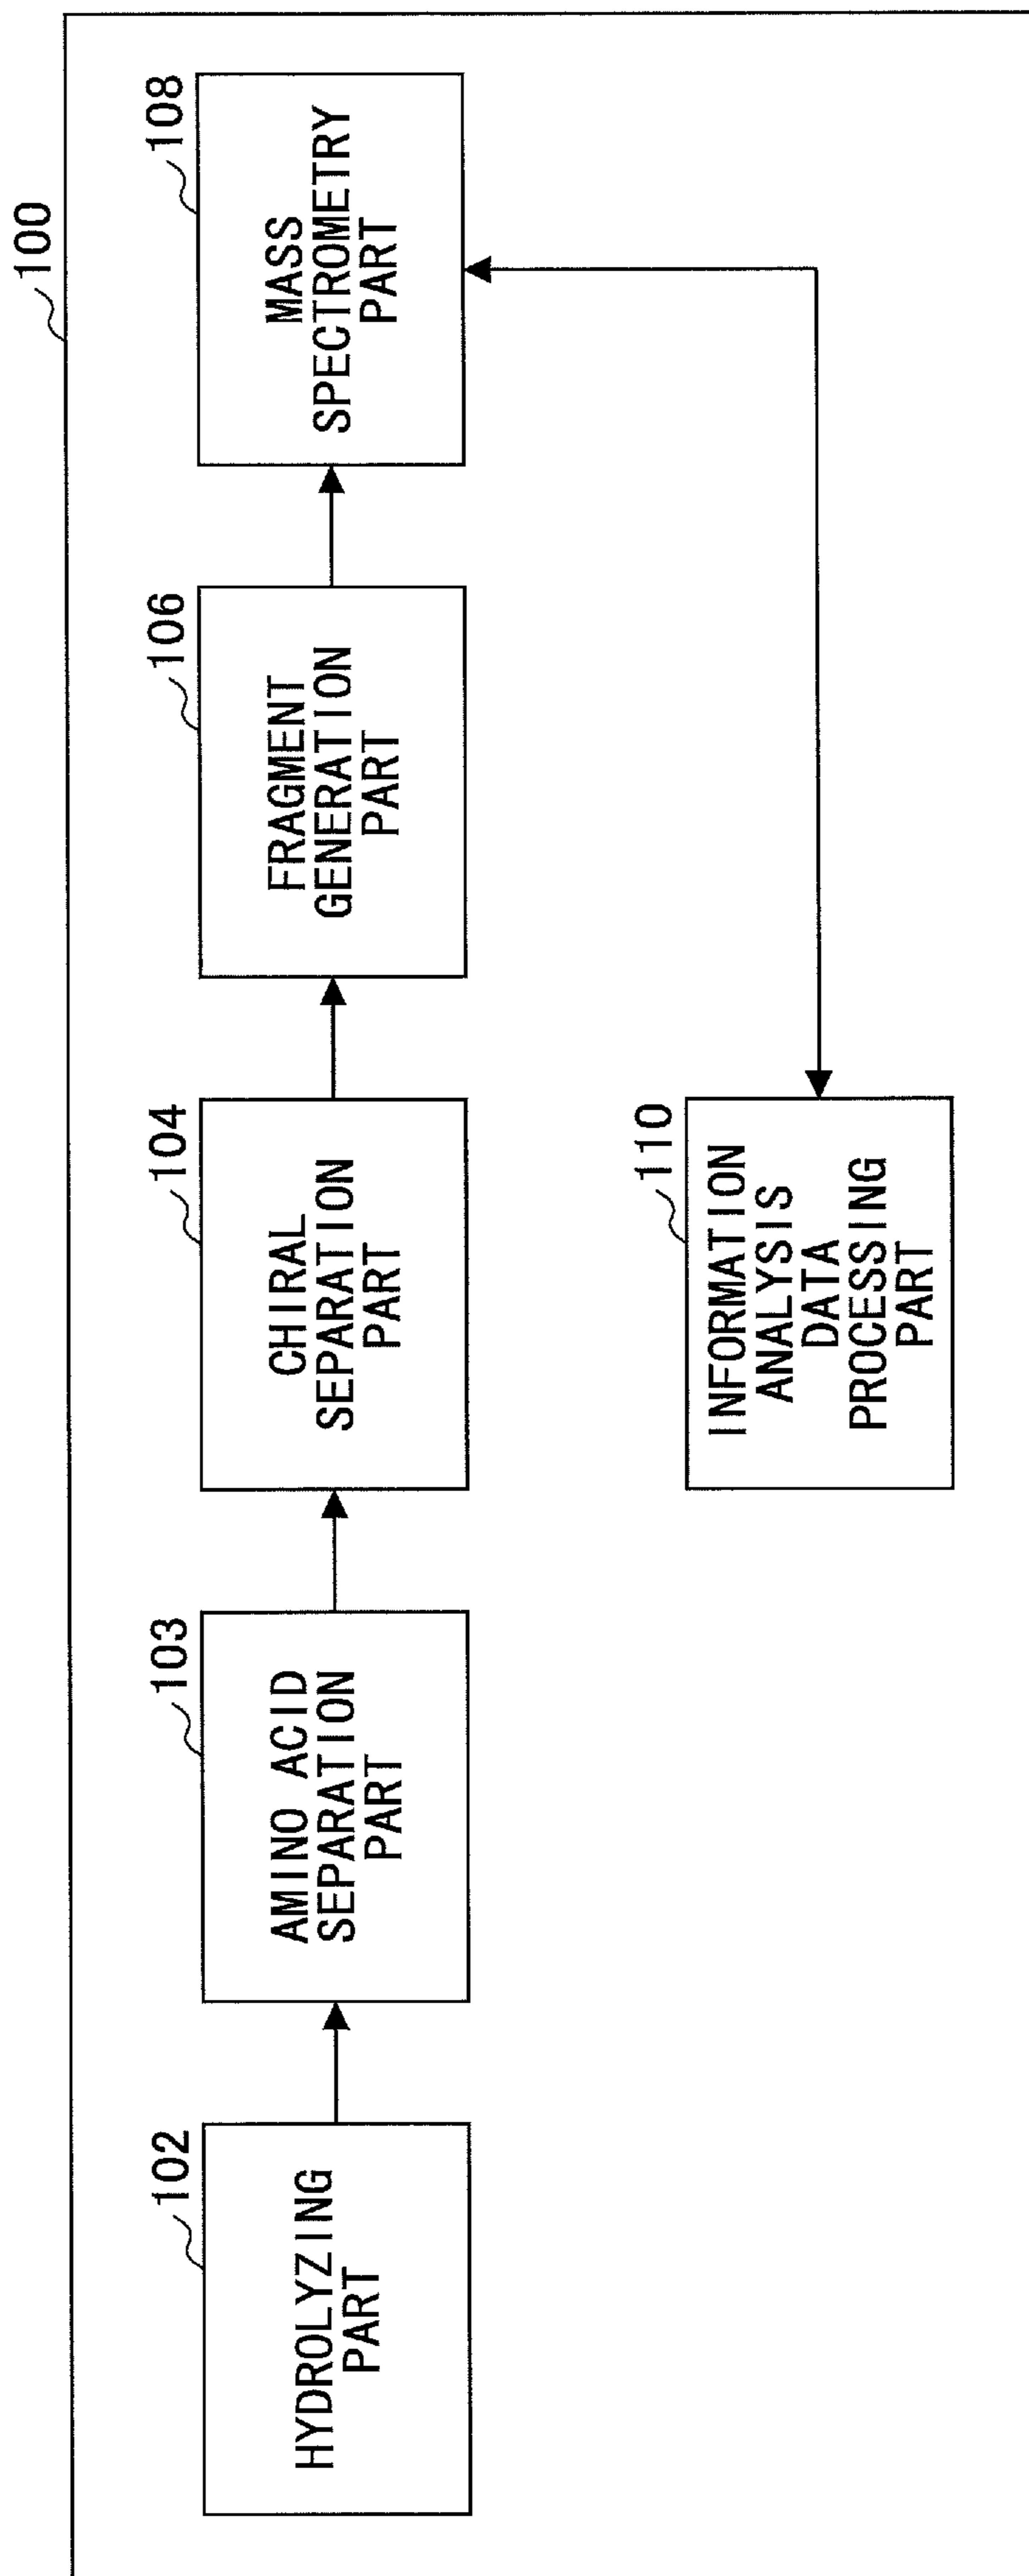 100
102
HYDROLYZING
PART
103
AMINO ACID
SEPARATION
PART
104
CHIRAL
SEPARATION
PART
106
FRAGMENT
GENERATION
PART
108
MASS
SPECTROMETRY
PART
110
INFORMATION
ANALYSIS
DATA
PROCESSING
PART